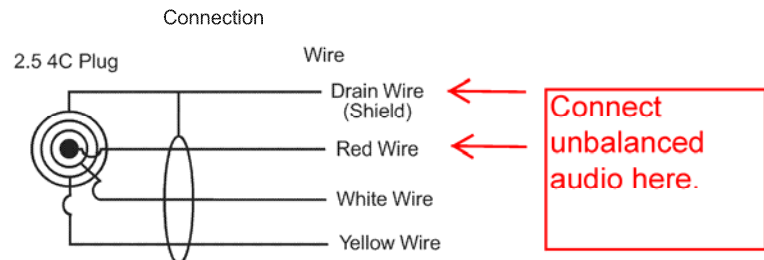 Connection
2.5 4C Plug
Wire
Drain Wire
(Shield)
Red Wire
White Wire
Yellow Wire
Connect
unbalanced
audio here.